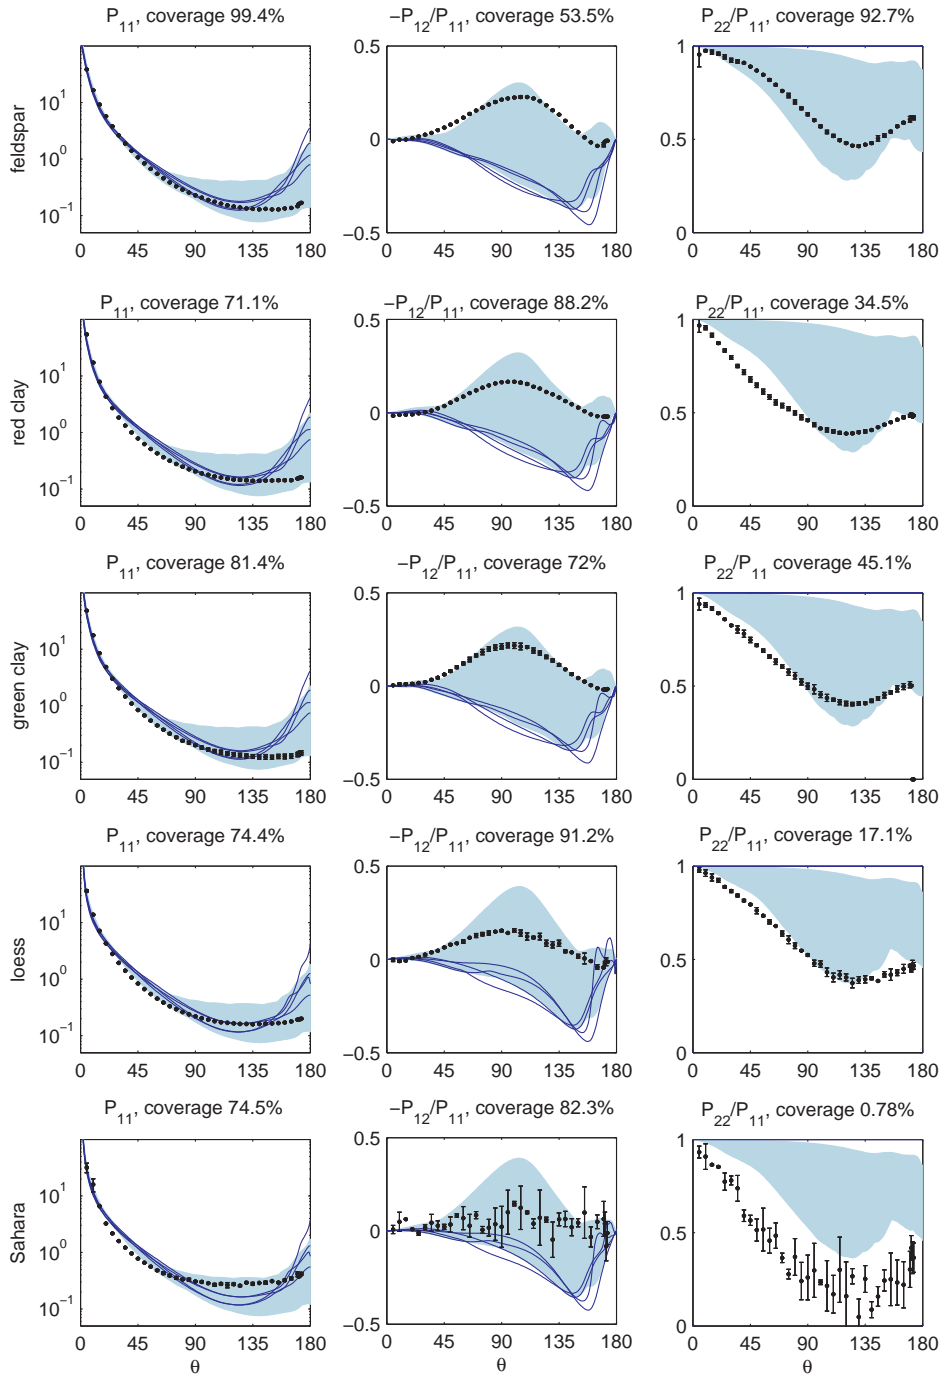 P11, coverage 99.4%
−P12/P11, coverage 53.5%
P22/P11, coverage 92.7%
feldspar
10^1
10^0
10^−1
0 45 90 135 180
0.5
0
−0.5
0 45 90 135 180
1
0.5
0
0 45 90 135 180
P11, coverage 71.1%
−P12/P11, coverage 88.2%
P22/P11, coverage 34.5%
red clay
10^1
10^0
10^−1
0 45 90 135 180
0.5
0
−0.5
0 45 90 135 180
1
0.5
0
0 45 90 135 180
P11, coverage 81.4%
−P12/P11, coverage 72%
P22/P11 coverage 45.1%
green clay
10^1
10^0
10^−1
0 45 90 135 180
0.5
0
−0.5
0 45 90 135 180
1
0.5
0
0 45 90 135 180
P11, coverage 74.4%
−P12/P11, coverage 91.2%
P22/P11, coverage 17.1%
loess
10^1
10^0
10^−1
0 45 90 135 180
0.5
0
−0.5
0 45 90 135 180
1
0.5
0
0 45 90 135 180
P11, coverage 74.5%
−P12/P11, coverage 82.3%
P22/P11, coverage 0.78%
Sahara
10^1
10^0
10^−1
0 45 90 135 180
θ
0.5
0
−0.5
0 45 90 135 180
θ
1
0.5
0
0 45 90 135 180
θ